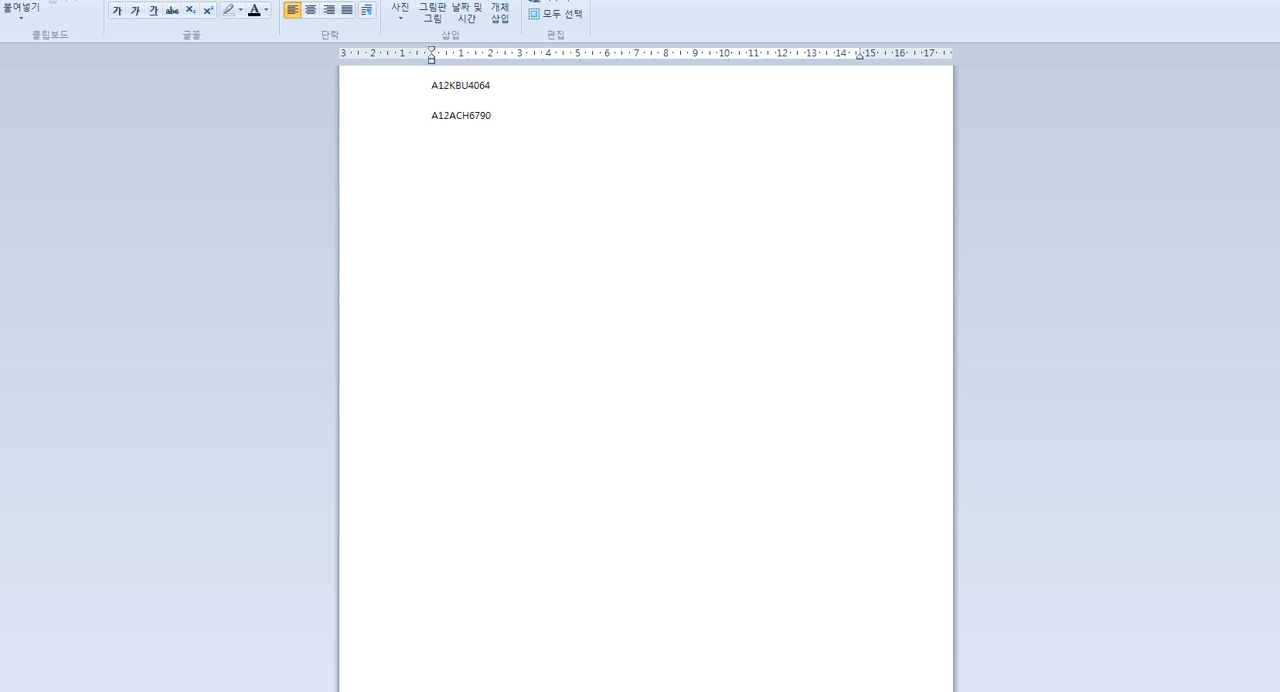 붙여넣기
가 가 가 abc X₂ X²
A
사진 그림판 그림 날짜 및 시간 개체 삽입
모두 선택
클립보드 글꼴 단락 삽입 편집
3 2 1 1 2 3 4 5 6 7 8 9 10 11 12 13 14 15 16 17
A12KBU4064
A12ACH6790